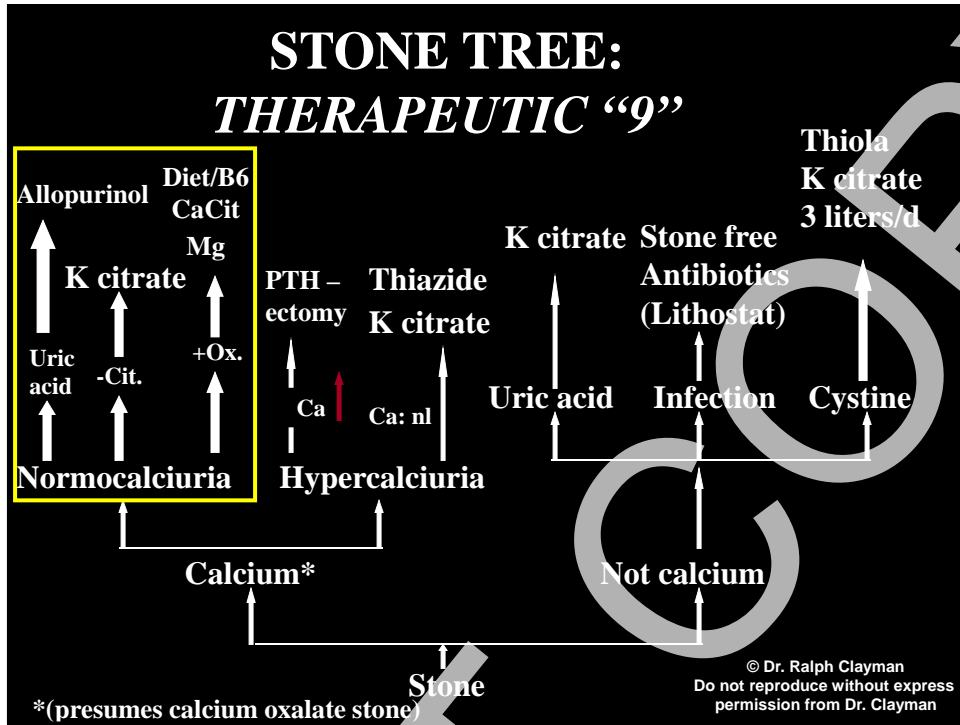 STONE TREE:
THERAPEUTIC “9”
Allopurinol
Diet/B6
CaCit
Mg
K citrate
Uric
acid
-Cit.
+Ox.
Normocalciuria
PTH –
ectomy
Thiazide
K citrate
Ca
Ca: nl
Hypercalciuria
K citrate
Stone free
Antibiotics
(Lithostat)
Thiola
K citrate
3 liters/d
Uric acid
Infection
Cystine
Calcium*
Not calcium
Stone
*(presumes calcium oxalate stone)
© Dr. Ralph Clayman
Do not reproduce without express
permission from Dr. Clayman